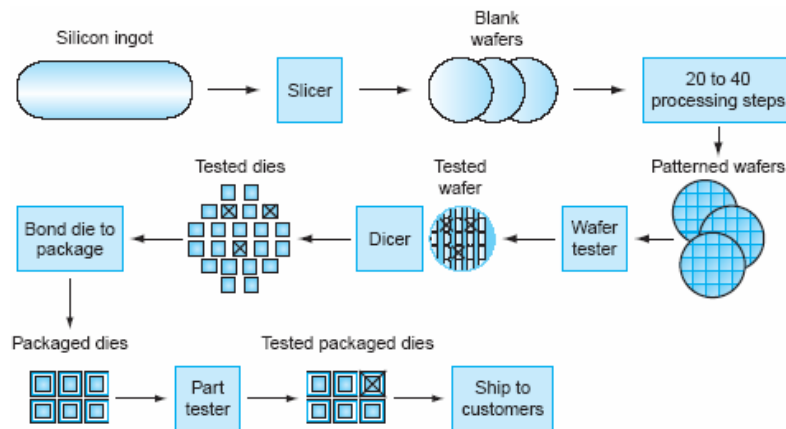 Silicon ingot
Slicer
Blank
wafers
20 to 40
processing steps
Patterned wafers
Wafer
tester
Tested
wafer
Dicer
Tested dies
Bond die to
package
Packaged dies
Part
tester
Tested packaged dies
Ship to
customers